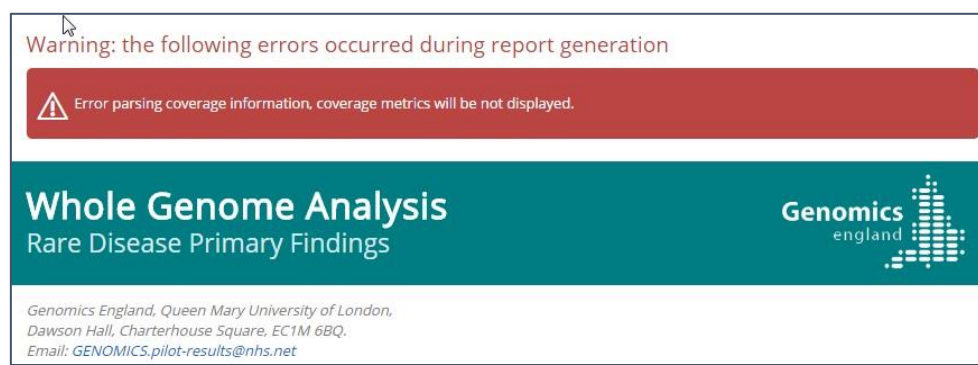 Warning: the following errors occurred during report generation
Error parsing coverage information, coverage metrics will be not displayed.
Whole Genome Analysis
Rare Disease Primary Findings
Genomics
england
Genomics England, Queen Mary University of London,
Dawson Hall, Charterhouse Square, EC1M 6BQ.
Email: GENOMICS.pilot-results@nhs.net